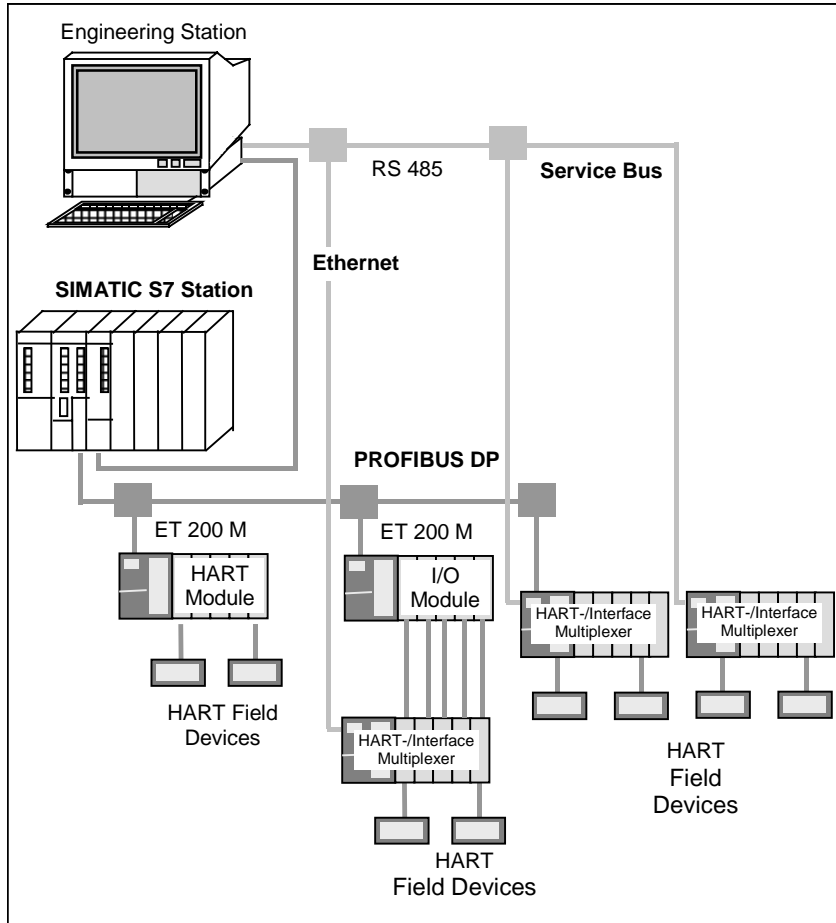 Engineering Station
RS 485
Service Bus
Ethernet
SIMATIC S7 Station
PROFIBUS DP
ET 200 M
ET 200 M
HART
Module
I/O
Module
HART-/Interface
Multiplexer
HART-/Interface
Multiplexer
HART Field
Devices
HART-/Interface
Multiplexer
HART
Field
Devices
HART
Field Devices